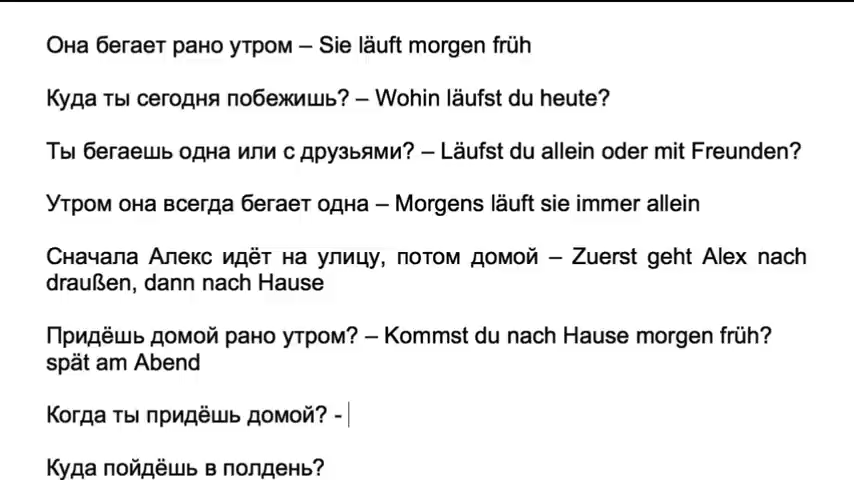 Она бегает рано утром – Sie läuft morgen früh
Куда ты сегодня побежишь? – Wohin läufst du heute?
Ты бегаешь одна или с друзьями? – Läufst du allein oder mit Freunden?
Утром она всегда бегает одна – Morgens läuft sie immer allein
Сначала Алекс идёт на улицу, потом домой – Zuerst geht Alex nach
draußen, dann nach Hause
Придёшь домой рано утром? – Kommst du nach Hause morgen früh?
spät am Abend
Когда ты придёшь домой? -
Куда пойдёшь в полдень?